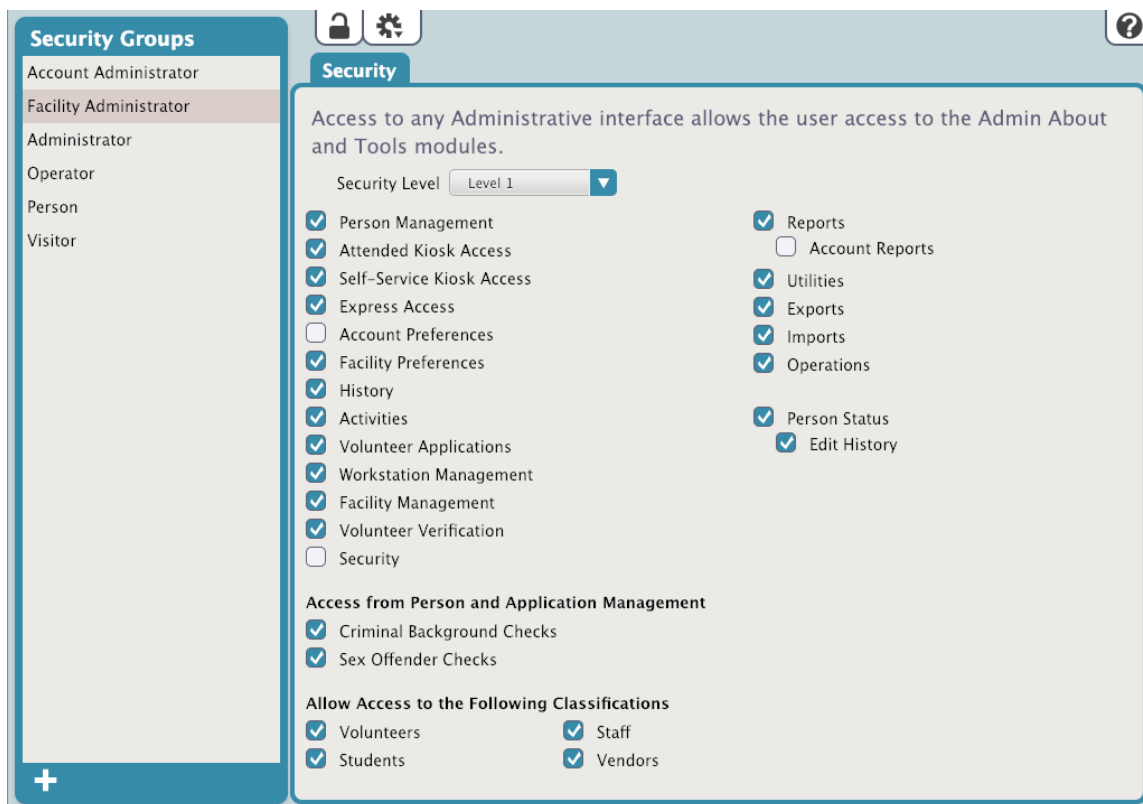 Security Groups
Account Administrator
Facility Administrator
Administrator
Operator
Person
Visitor
Security
Access to any Administrative interface allows the user access to the Admin About
and Tools modules.
Security Level Level 1
Person Management
Attended Kiosk Access
Self-Service Kiosk Access
Express Access
Account Preferences
Facility Preferences
History
Activities
Volunteer Applications
Workstation Management
Facility Management
Volunteer Verification
Security
Reports
Account Reports
Utilities
Exports
Imports
Operations
Person Status
Edit History
Access from Person and Application Management
Criminal Background Checks
Sex Offender Checks
Allow Access to the Following Classifications
Volunteers Staff
Students Vendors